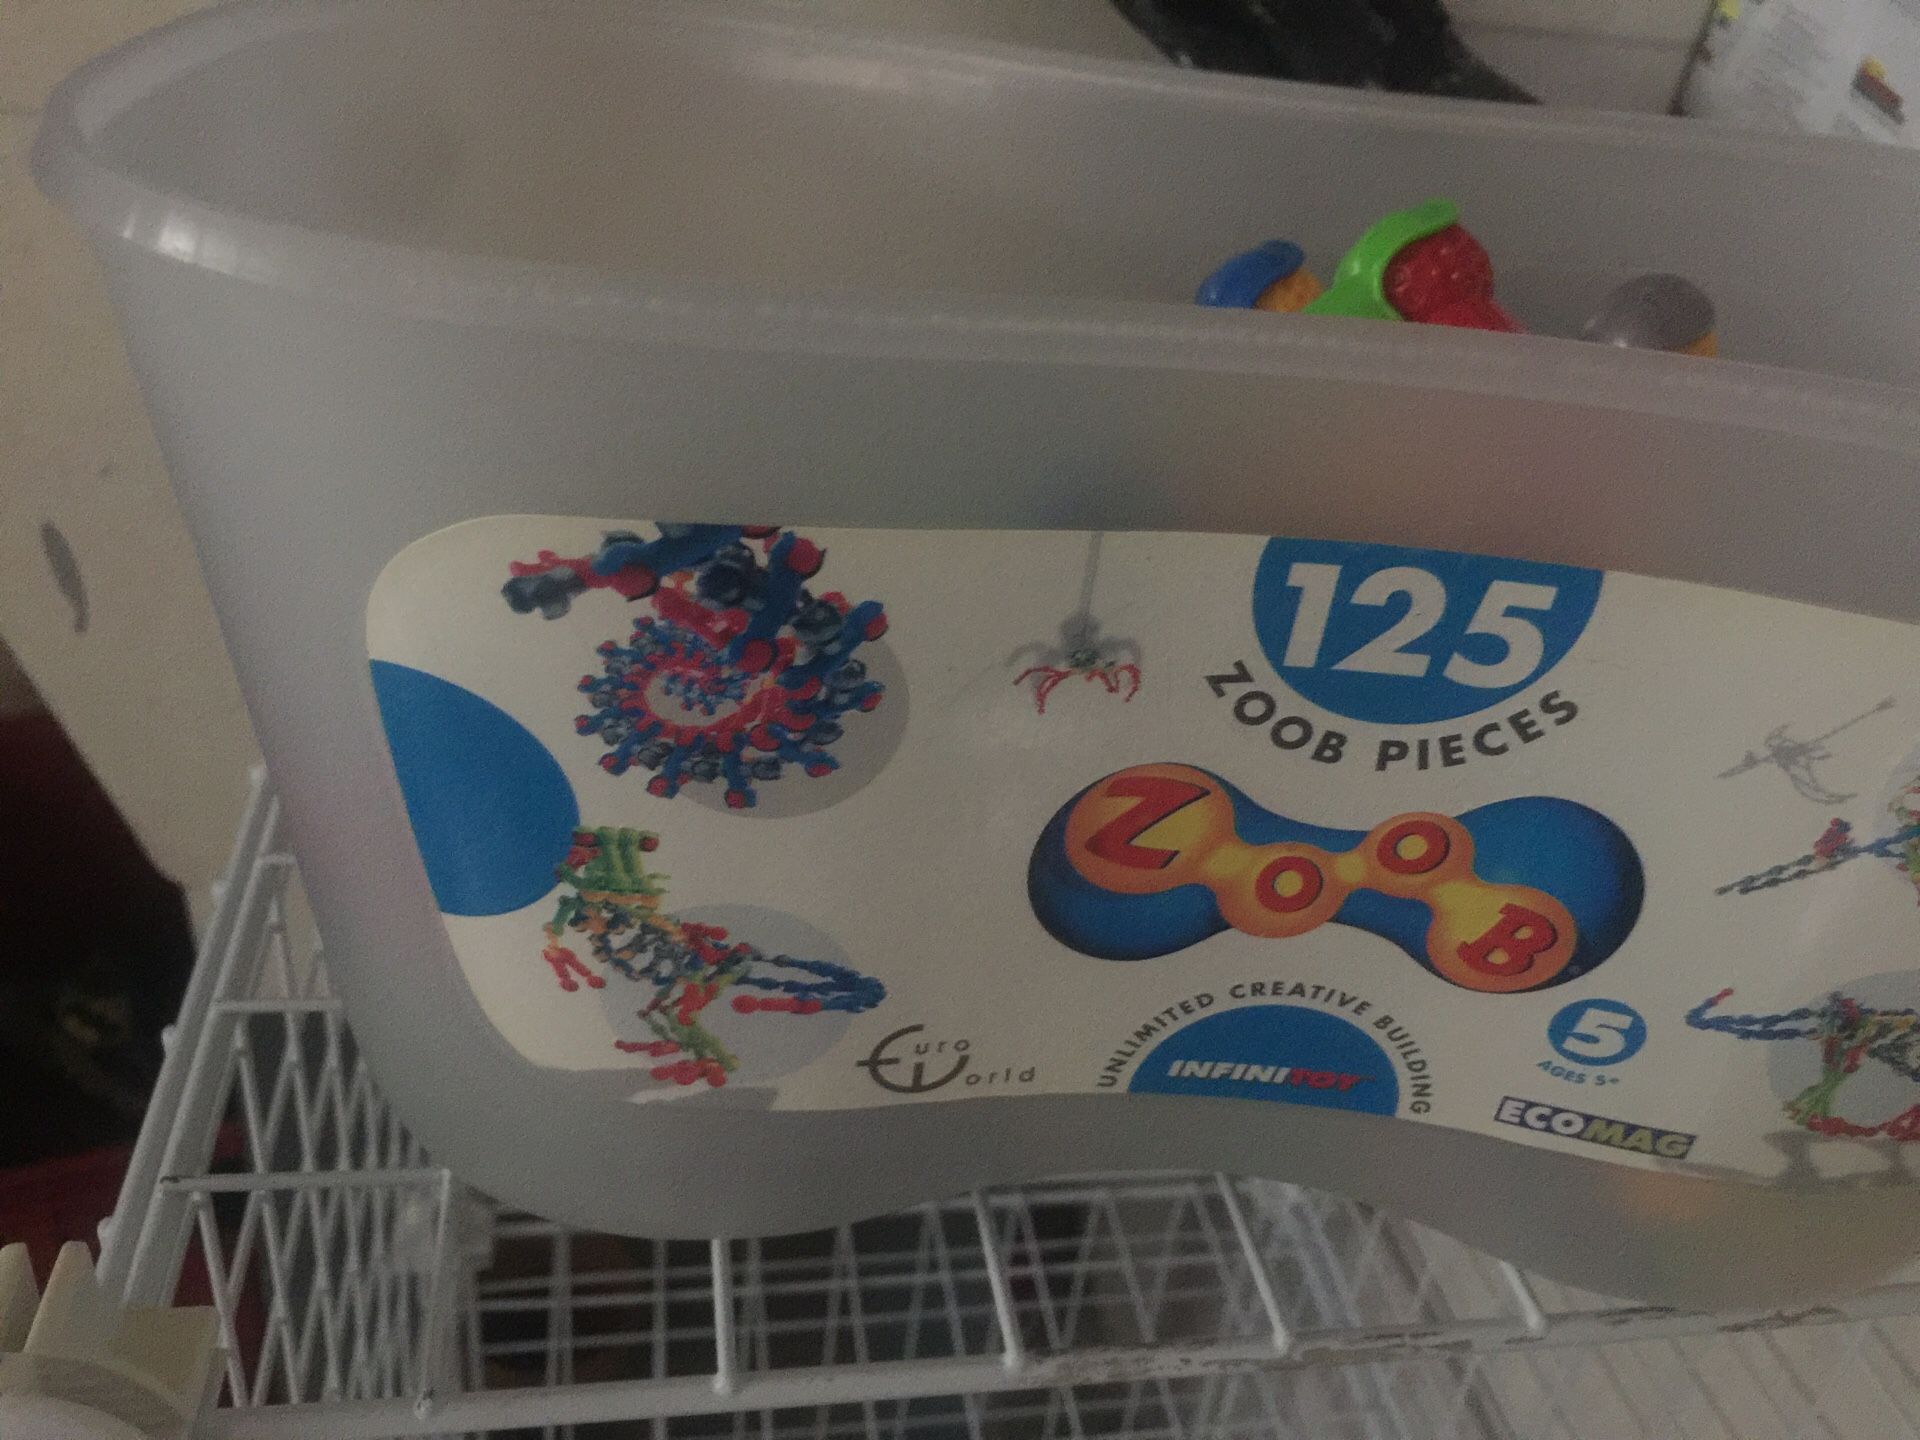 125
ZOOB PIECES
ZOOB
UNLIMITED CREATIVE BUILDING
INFINITOY
5
AGES 5+
Euro
World
ECOMAG